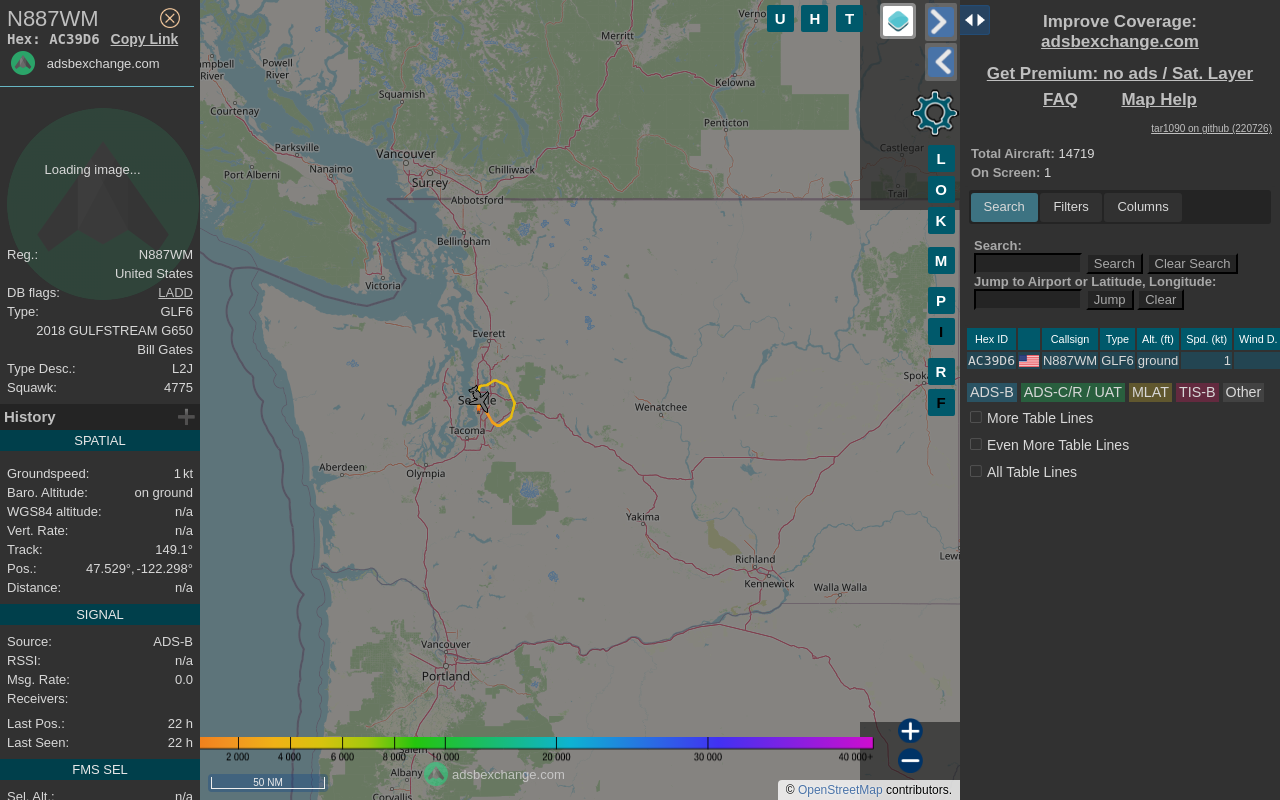 N887WM
Hex: AC39D6 Copy Link
adsbexchange.com
Loading image...
Reg.: N887WM
United States
DB flags: LADD
Type: GLF6
2018 GULFSTREAM G650
Bill Gates
Type Desc.: L2J
Squawk: 4775
History
SPATIAL
Groundspeed: 1 kt
Baro. Altitude: on ground
WGS84 altitude: n/a
Vert. Rate: n/a
Track: 149.1°
Pos.: 47.529°, -122.298°
Distance: n/a
SIGNAL
Source: ADS-B
RSSI: n/a
Msg. Rate: 0.0
Receivers:
Last Pos.: 22 h
Last Seen: 22 h
FMS SEL
Sel. Alt.: n/a
Merritt
Powell
River
River
Squamish
Kelowna
Courtenay
Penticton
Parksville
Vancouver
Castlegar
Nanaimo
Chilliwack
Port Alberni
Surrey
Trail
Abbotsford
Bellingham
Victoria
Everett
Wenatchee
Tacoma
Aberdeen
Olympia
Yakima
Richland
Kennewick
Walla Walla
Vancouver
Portland
Salem
Albany
Corvallis
U H T
L
O
K
M
P
I
R
F
2 000 4 000 6 000 8 000 10 000 20 000 30 000 40 000+
50 NM
adsbexchange.com
© OpenStreetMap contributors.
Improve Coverage:
adsbexchange.com
Get Premium: no ads / Sat. Layer
FAQ Map Help
tar1090 on github (220726)
Total Aircraft: 14719
On Screen: 1
Search Filters Columns
Search:
Search Clear Search
Jump to Airport or Latitude, Longitude:
Jump Clear
Hex ID Callsign Type Alt. (ft) Spd. (kt) Wind D.
AC39D6 N887WM GLF6 ground 1
ADS-B ADS-C/R / UAT MLAT TIS-B Other
More Table Lines
Even More Table Lines
All Table Lines